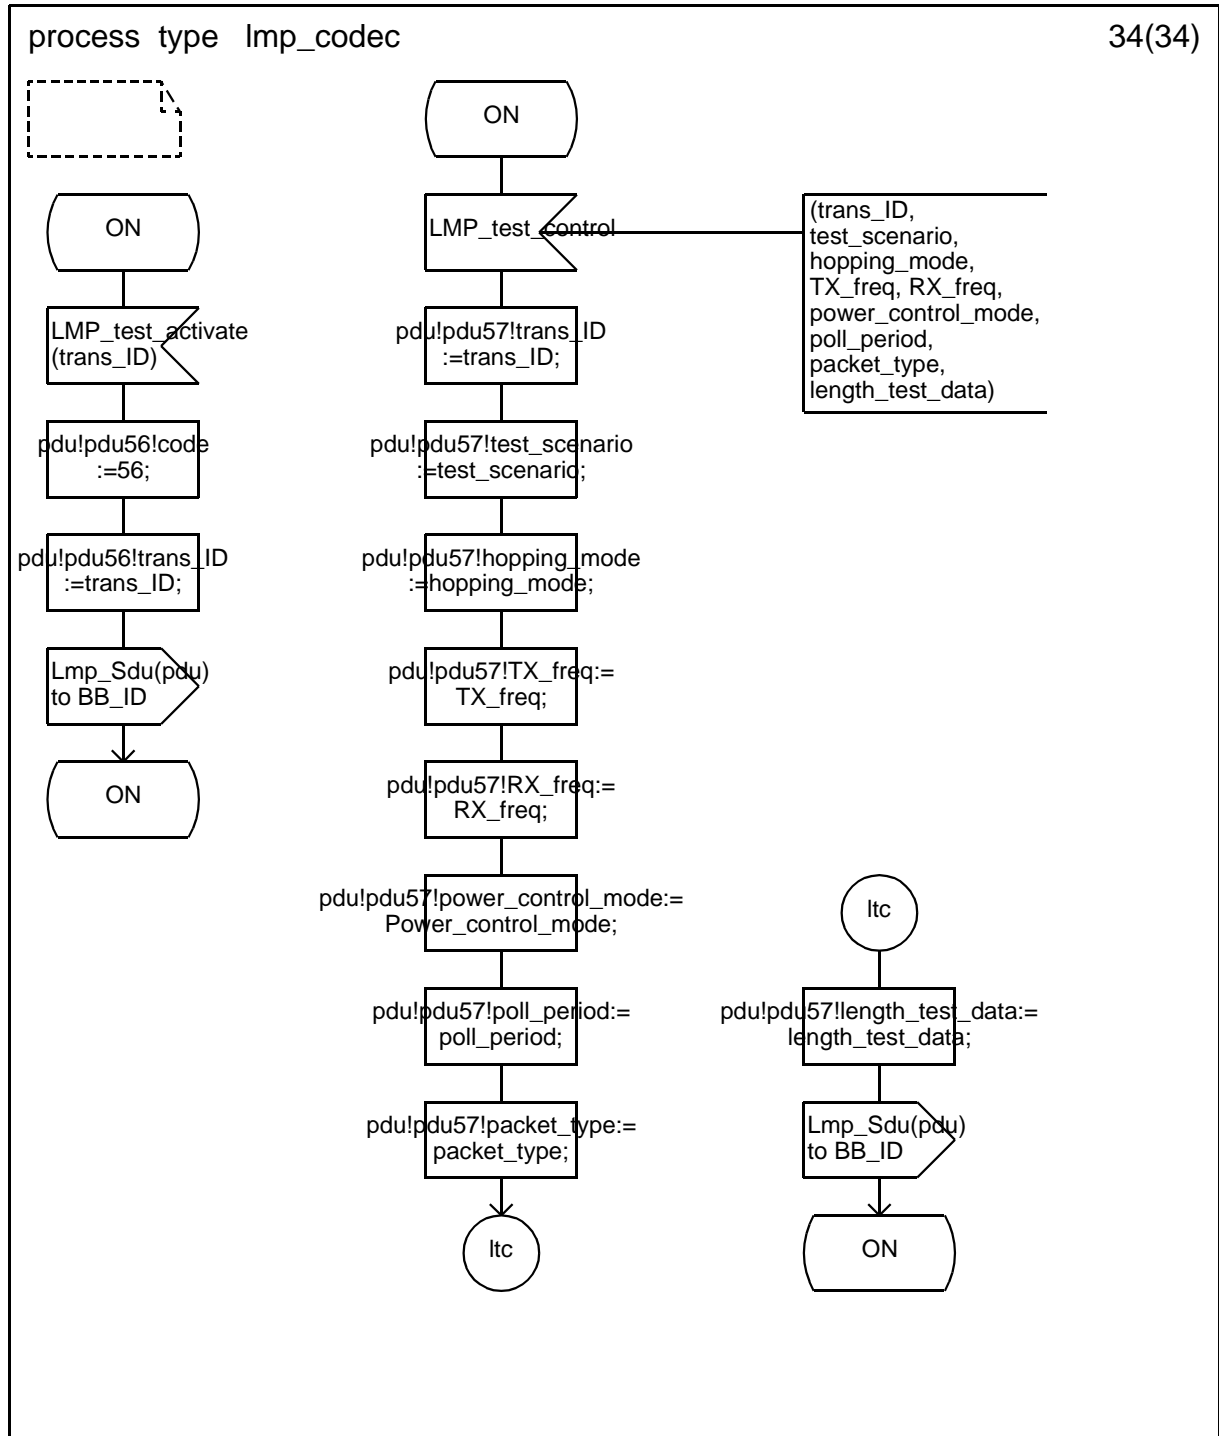 process type lmp_codec
34(34)
ON
LMP_test_activate
(trans_ID)
pdu!pdu56!code
:=56;
pdu!pdu56!trans_ID
:=trans_ID;
Lmp_Sdu(pdu)
to BB_ID
ON
ON
LMP_test_control
(trans_ID,
test_scenario,
hopping_mode,
TX_freq, RX_freq,
power_control_mode,
poll_period,
packet_type,
length_test_data)
pdu!pdu57!trans_ID
:=trans_ID;
pdu!pdu57!test_scenario
:=test_scenario;
pdu!pdu57!hopping_mode
:=hopping_mode;
pdu!pdu57!TX_freq:=
TX_freq;
pdu!pdu57!RX_freq:=
RX_freq;
pdu!pdu57!power_control_mode:=
Power_control_mode;
pdu!pdu57!poll_period:=
poll_period;
pdu!pdu57!packet_type:=
packet_type;
ltc
ltc
pdu!pdu57!length_test_data:=
length_test_data;
Lmp_Sdu(pdu)
to BB_ID
ON